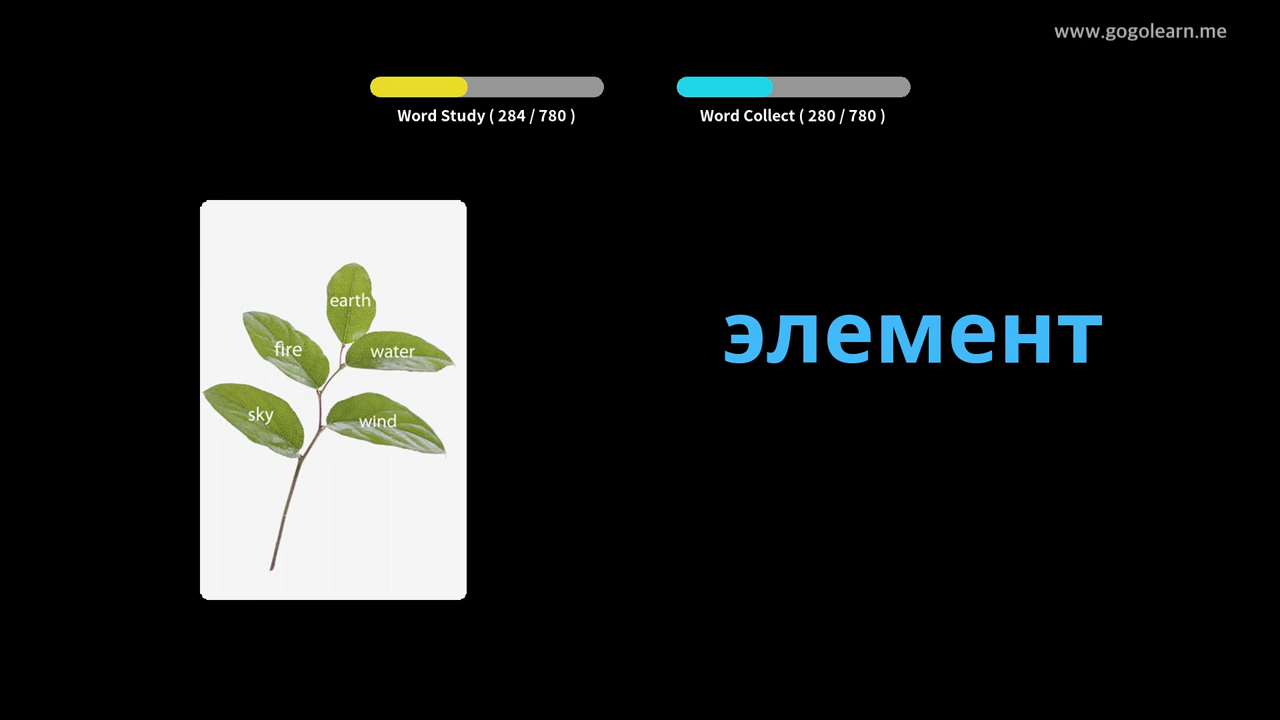 www.gogolearn.me
Word Study ( 284 / 780 )
Word Collect ( 280 / 780 )
earth
fire
water
sky
wind
элемент